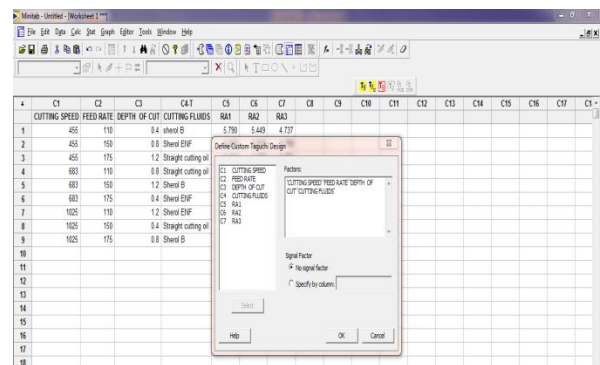 Minitab - Untitled - [Worksheet 1 ***]
File Edit Data Calc Stat Graph Editor Tools Window Help
C1 C2 C3 C4-T C5 C6 C7 C8 C9 C10 C11 C12 C13 C14 C15 C16 C17 C1
CUTTING SPEED FEED RATE DEPTH OF CUT CUTTING FLUIDS RA1 RA2 RA3
1 455 110 0.4 sherol B 5.790 5.449 4.737
2 455 150 0.8 Sherol ENF
3 455 175 1.2 Straight cutting oil
4 683 110 0.8 Straight cutting oil
5 683 150 1.2 Sherol B
6 683 175 0.4 Sherol ENF
7 1025 110 1.2 Sherol ENF
8 1025 150 0.4 Straight cutting oil
9 1025 175 0.8 Sherol B
10
11
12
13
14
15
16
17
18
Define Custom Taguchi Design
C1 CUTTING SPEED
C2 FEED RATE
C3 DEPTH OF CUT
C4 CUTTING FLUIDS
C5 RA1
C6 RA2
C7 RA3
Factors:
'CUTTING SPEED' 'FEED RATE' 'DEPTH OF
CUT' 'CUTTING FLUIDS'
Signal Factor
No signal factor
Specify by column:
Select
Help OK Cancel